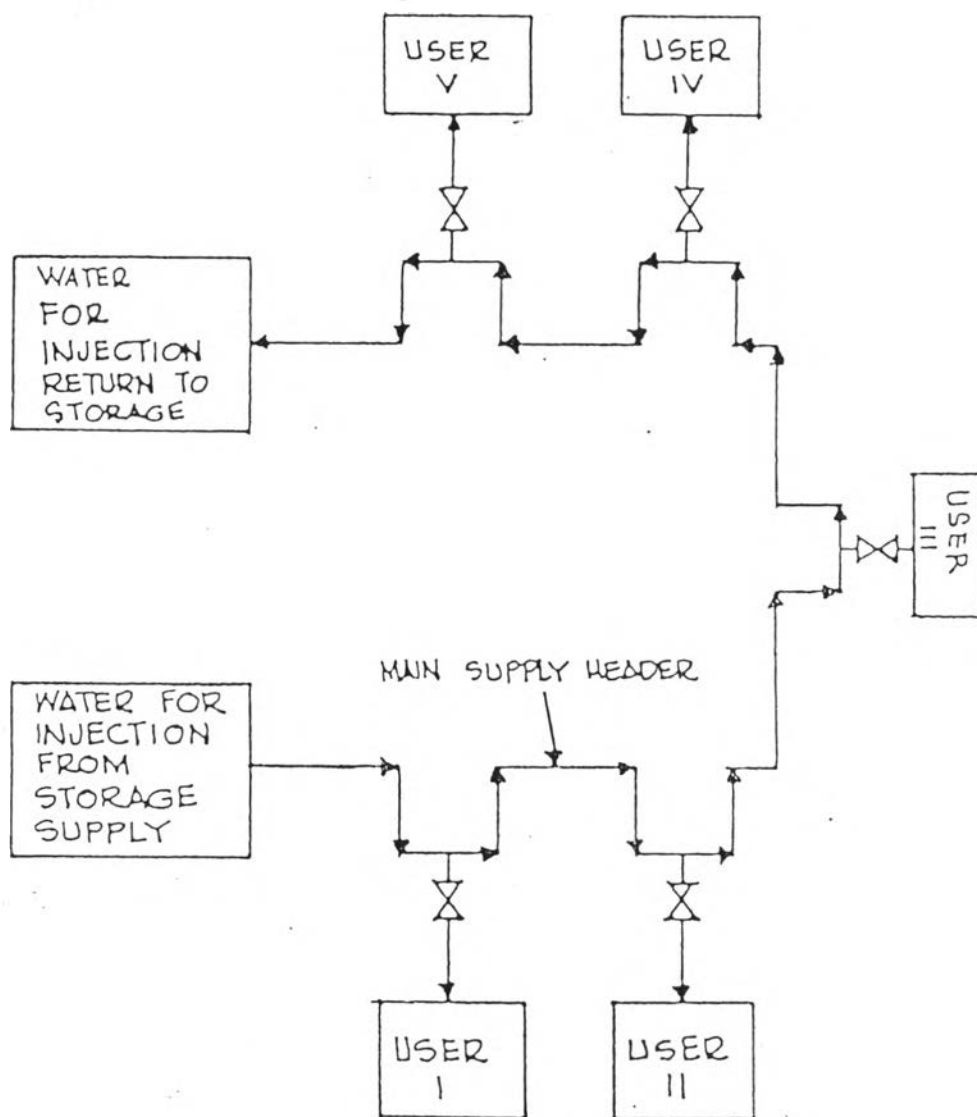 USER
V
USER
IV
WATER
FOR
INJECTION
RETURN TO
STORAGE
USER
III
MAIN SUPPLY HEADER
WATER FOR
INJECTION
FROM
STORAGE
SUPPLY
USER
I
USER
II